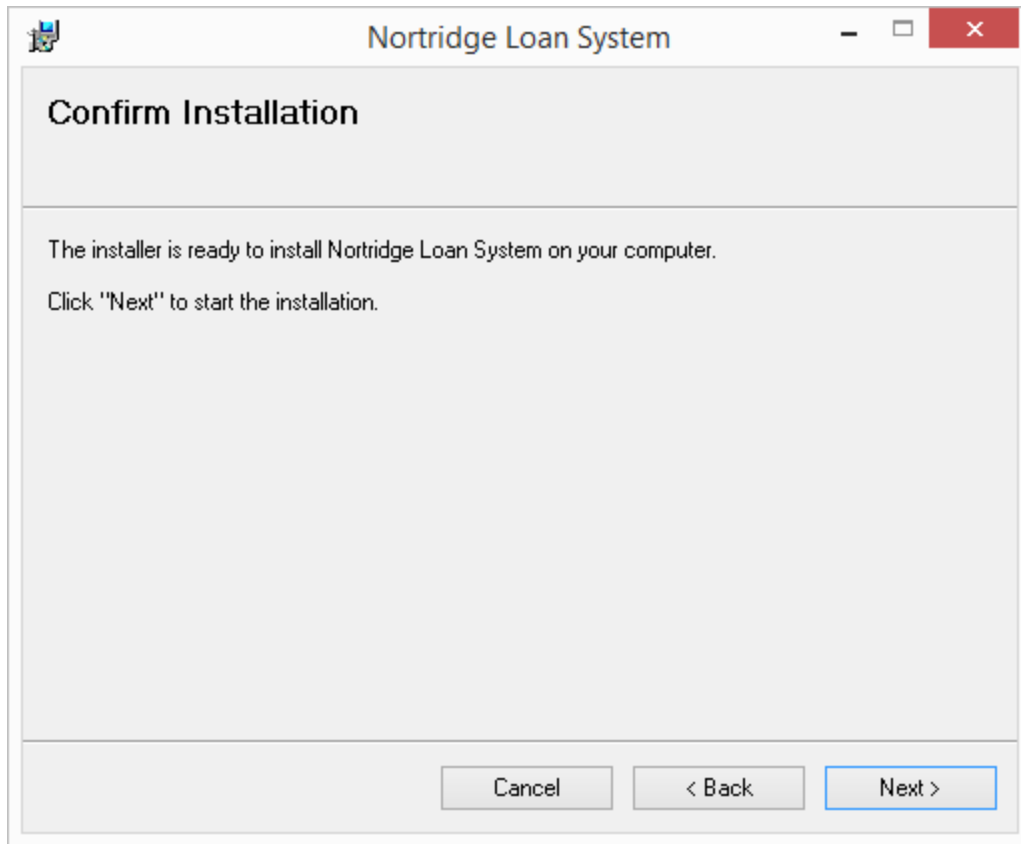 Nortridge Loan System
Confirm Installation
The installer is ready to install Nortridge Loan System on your computer.
Click "Next" to start the installation.
Cancel
< Back
Next >